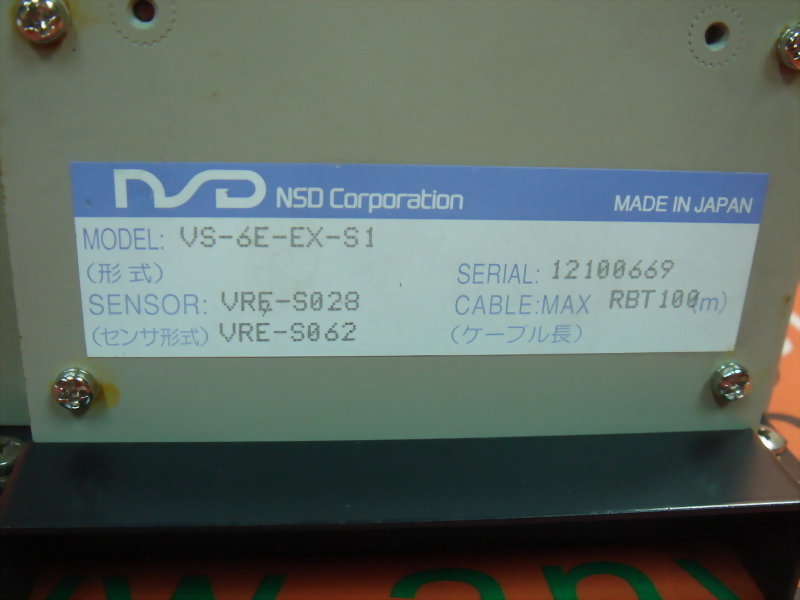 NSD NSD Corporation MADE IN JAPAN
MODEL: VS-6E-EX-S1
(形式)
SERIAL: 12100669
SENSOR: VRE-S028
CABLE:MAX RBT100(m)
(センサ形式) VRE-S062
(ケーブル長)